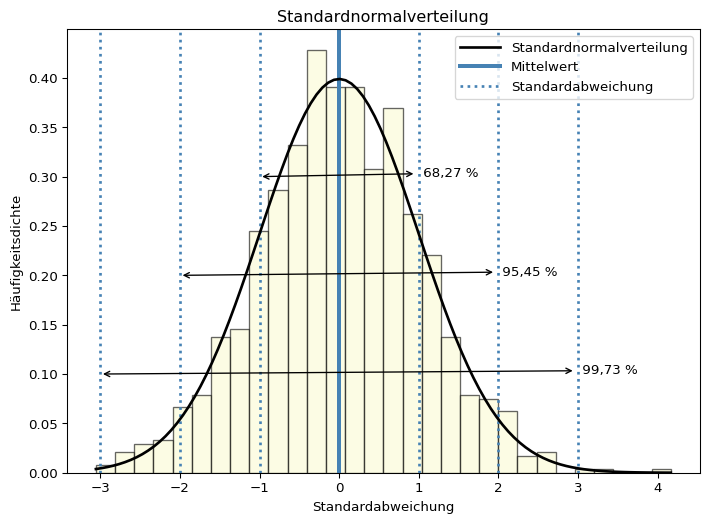 Standardnormalverteilung
Standardnormalverteilung
Mittelwert
Standardabweichung
Häufigkeitsdichte
0.40
0.35
0.30
0.25
0.20
0.15
0.10
0.05
0.00
68,27 %
95,45 %
99,73 %
−3 −2 −1 0 1 2 3 4
Standardabweichung